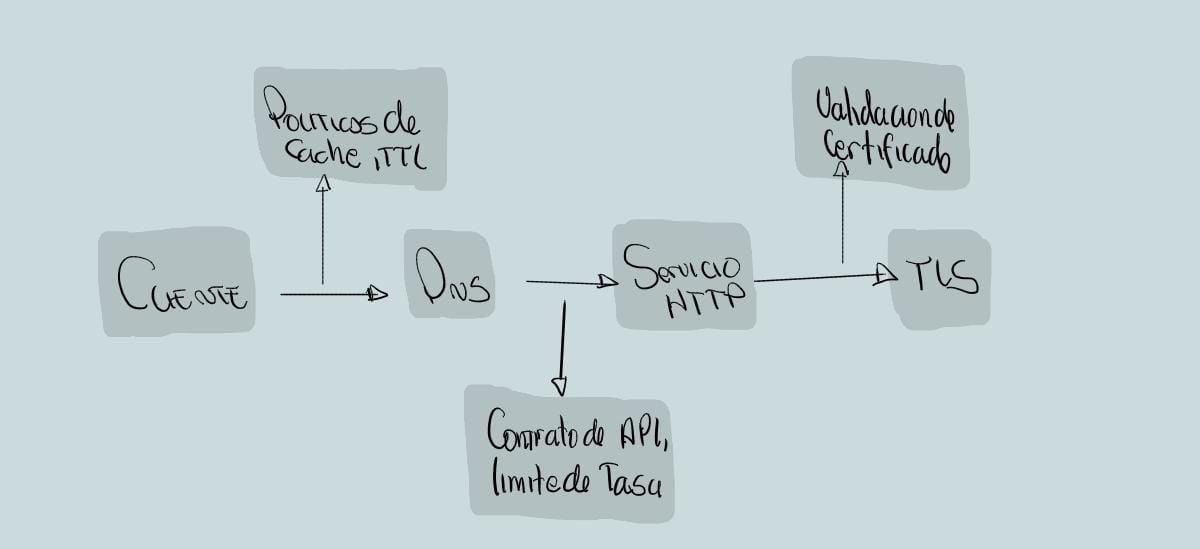 Politicas de
Cache, TTL
Validacion de
Certificado
Cliente
DNS
Servicio
HTTP
TLS
Contrato de API,
limite de Tasa